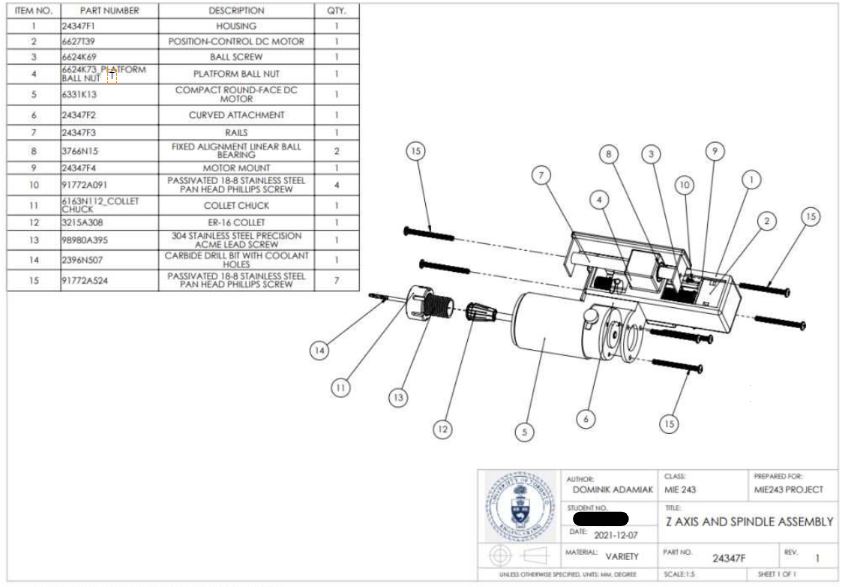 ITEM NO. PART NUMBER DESCRIPTION QTY.
1 24347F1 HOUSING 1
2 6627T39 POSITION-CONTROL DC MOTOR 1
3 6624K69 BALL SCREW 1
4 6624K73_PLATFORM BALL NUT PLATFORM BALL NUT 1
5 6331K13 COMPACT ROUND-FACE DC MOTOR 1
6 24347F2 CURVED ATTACHMENT 1
7 24347F3 RAILS 1
8 3766N15 FIXED ALIGNMENT LINEAR BALL BEARING 2
9 24347F4 MOTOR MOUNT 1
10 91772A091 PASSIVATED 18-8 STAINLESS STEEL PAN HEAD PHILLIPS SCREW 4
11 6163N112_COLLET CHUCK COLLET CHUCK 1
12 3215A308 ER-16 COLLET 1
13 98980A395 304 STAINLESS STEEL PRECISION ACME LEAD SCREW 1
14 2396N507 CARBIDE DRILL BIT WITH COOLANT HOLES 1
15 91772A524 PASSIVATED 18-8 STAINLESS STEEL PAN HEAD PHILLIPS SCREW 7
15
8
3
9
7
10
1
4
2
15
14
11
13
12
5
6
15
UNIVERSITY OF TORONTO
ENGINEERING
AUTHOR:
DOMINIK ADAMIAK
CLASS:
MIE 243
PREPARED FOR:
MIE243 PROJECT
STUDENT NO.
DATE: 2021-12-07
TITLE:
Z AXIS AND SPINDLE ASSEMBLY
MATERIAL: VARIETY
PART NO. 24347F
REV. 1
UNLESS OTHERWISE SPECIFIED, UNITS: MM, DEGREE
SCALE:1:5
SHEET 1 OF 1